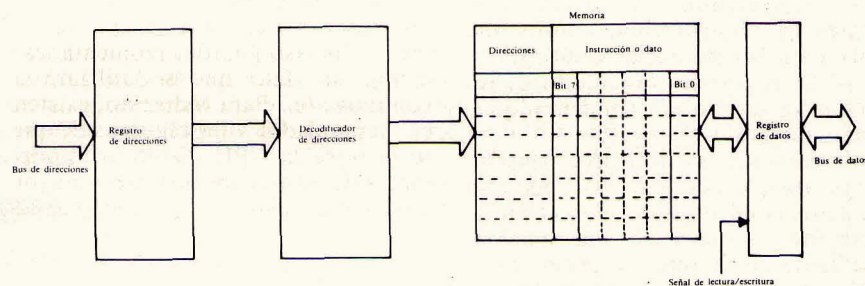 Memoria
Direcciones
Instrucción o dato
Bit 7
Bit 0
Registro
de direcciones
Decodificador
de direcciones
Registro
de datos
Bus de direcciones
Bus de datos
Señal de lectura/escritura